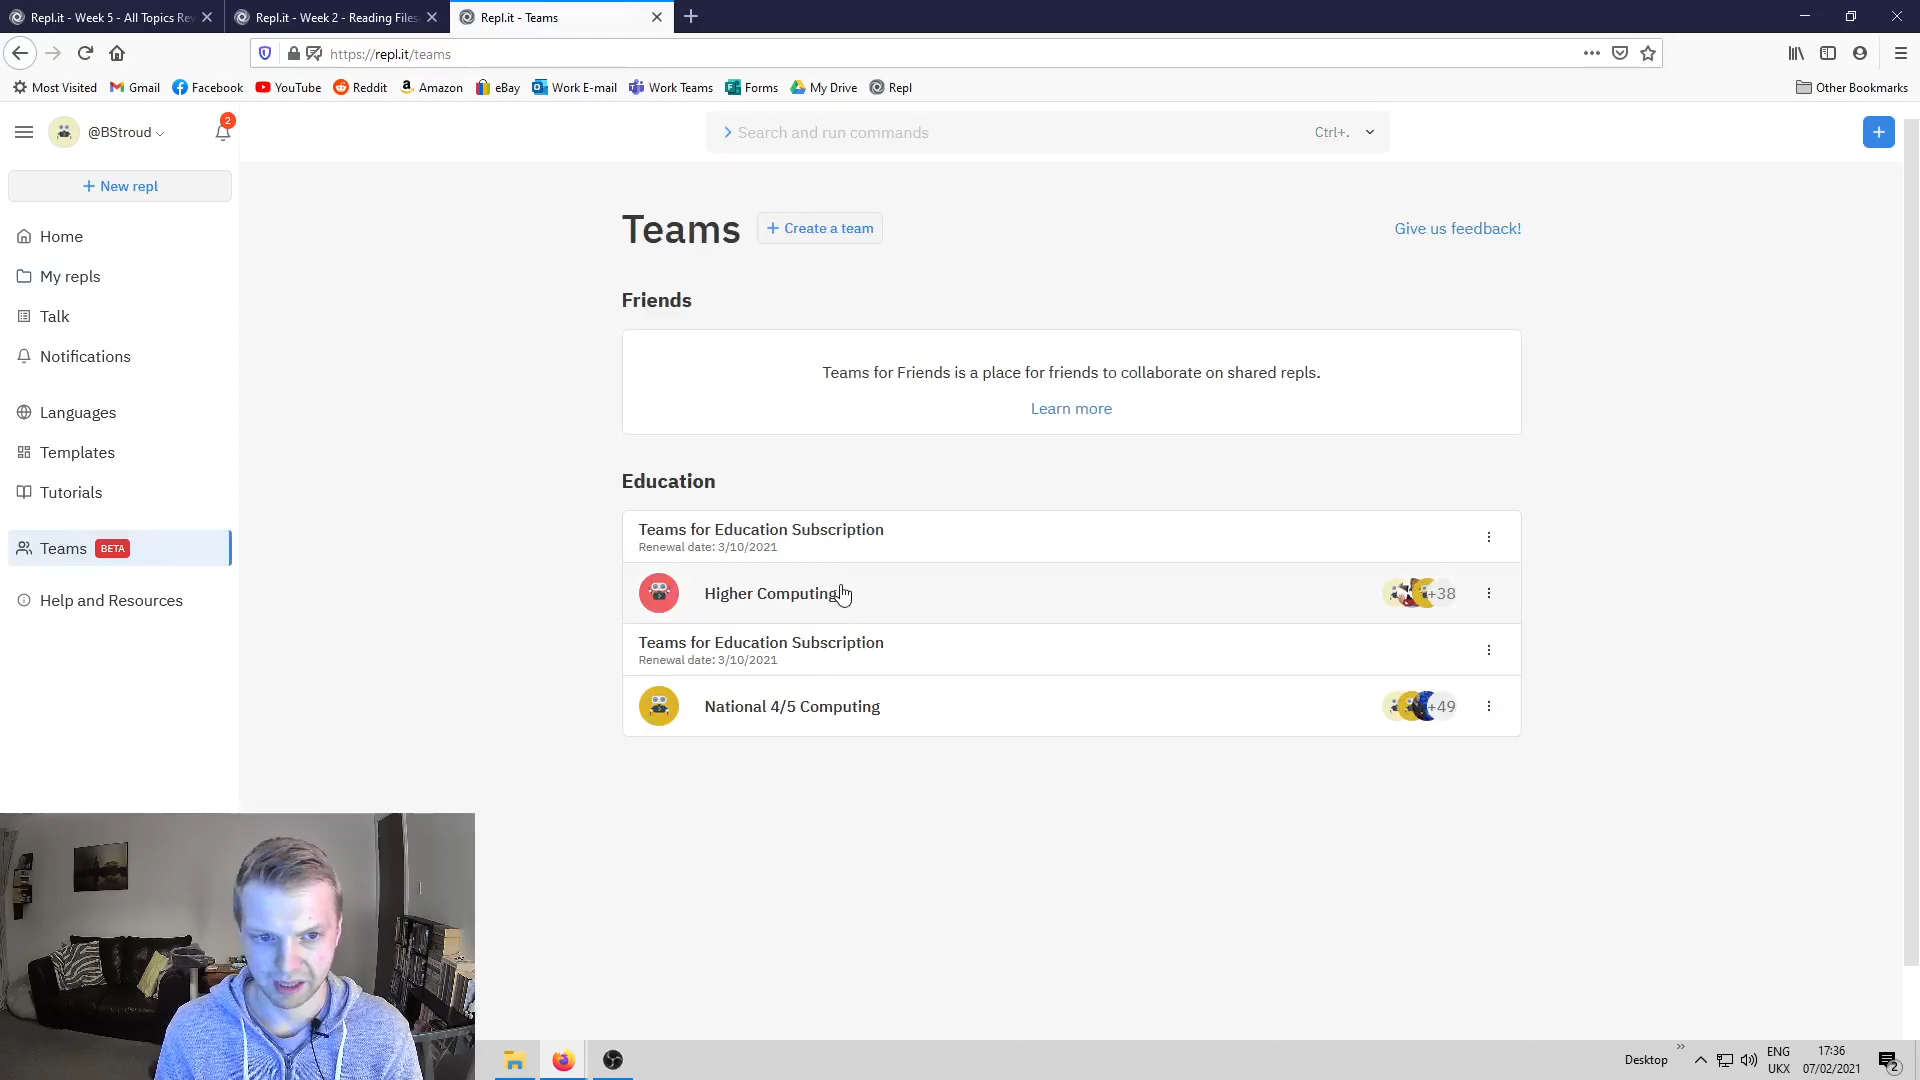 Repl.it - Week 5 - All Topics Rev
Repl.it - Week 2 - Reading Files
Repl.it - Teams
https://repl.it/teams
Most Visited
Gmail
Facebook
YouTube
Reddit
Amazon
eBay
Work E-mail
Work Teams
Forms
My Drive
Repl
Other Bookmarks
@BStroud
2
Search and run commands
Ctrl+.
+ New repl
Home
My repls
Talk
Notifications
Languages
Templates
Tutorials
Teams BETA
Help and Resources
Teams
+ Create a team
Give us feedback!
Friends
Teams for Friends is a place for friends to collaborate on shared repls.
Learn more
Education
Teams for Education Subscription
Renewal date: 3/10/2021
Higher Computing
+38
Teams for Education Subscription
Renewal date: 3/10/2021
National 4/5 Computing
+49
Desktop
ENG
UKX
17:36
07/02/2021
2